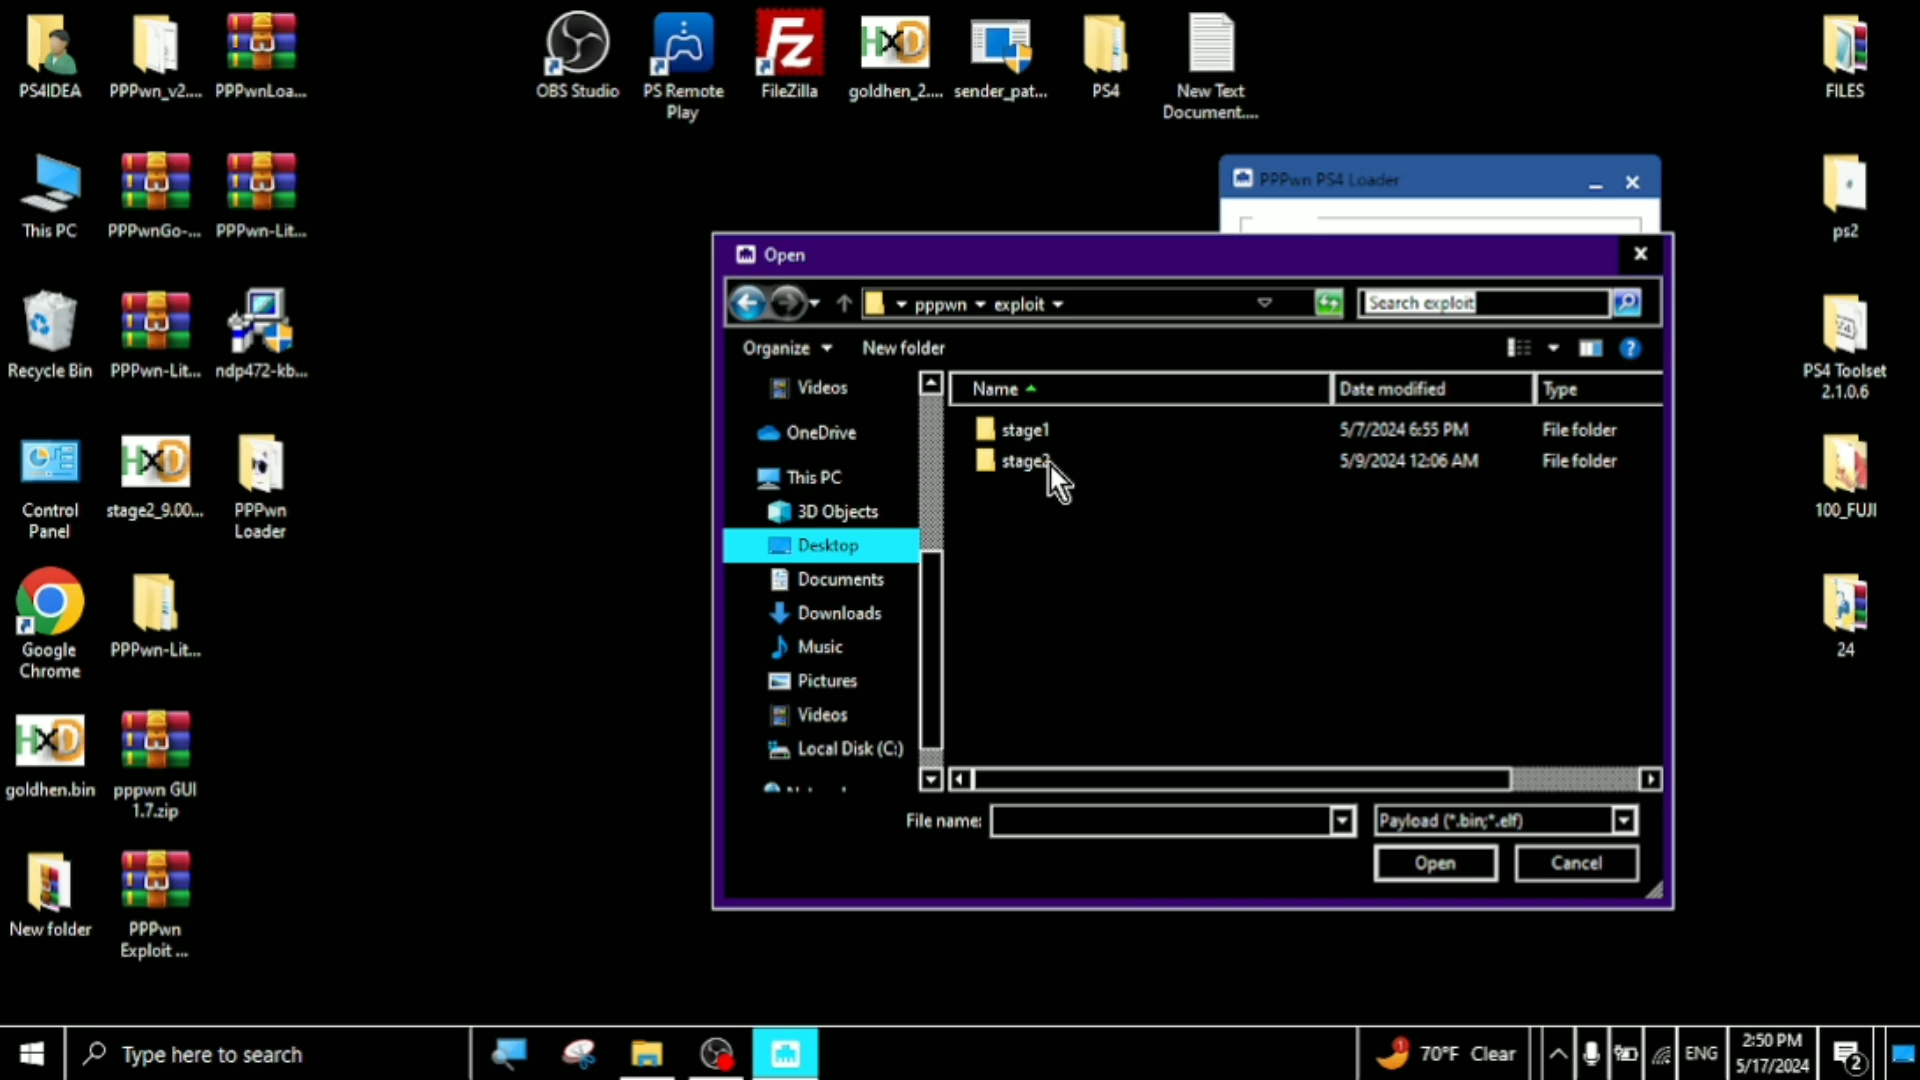 PS4IDEA
PPPwn_v2....
PPPwnLoa...
OBS Studio
PS Remote
Play
FileZilla
goldhen_2....
sender_pat...
PS4
New Text
Document....
FILES
This PC
PPPwnGo-...
PPPwn-Lit...
ps2
Recycle Bin
PPPwn-Lit...
ndp472-kb...
PS4 Toolset
2.1.0.6
Control
Panel
stage2_9.00...
PPPwn
Loader
100_FUJI
Google
Chrome
PPPwn-Lit...
24
goldhen.bin
pppwn GUI
1.7.zip
New folder
PPPwn
Exploit ...
PPPwn PS4 Loader
Open
pppwn
exploit
Search exploit
Organize
New folder
Name
Date modified
Type
stage1
5/7/2024 6:55 PM
File folder
stage2
5/9/2024 12:06 AM
File folder
Videos
OneDrive
This PC
3D Objects
Desktop
Documents
Downloads
Music
Pictures
Videos
Local Disk (C:)
File name:
Payload (*.bin;*.elf)
Open
Cancel
Type here to search
1
70°F Clear
ENG
2:50 PM
5/17/2024
2